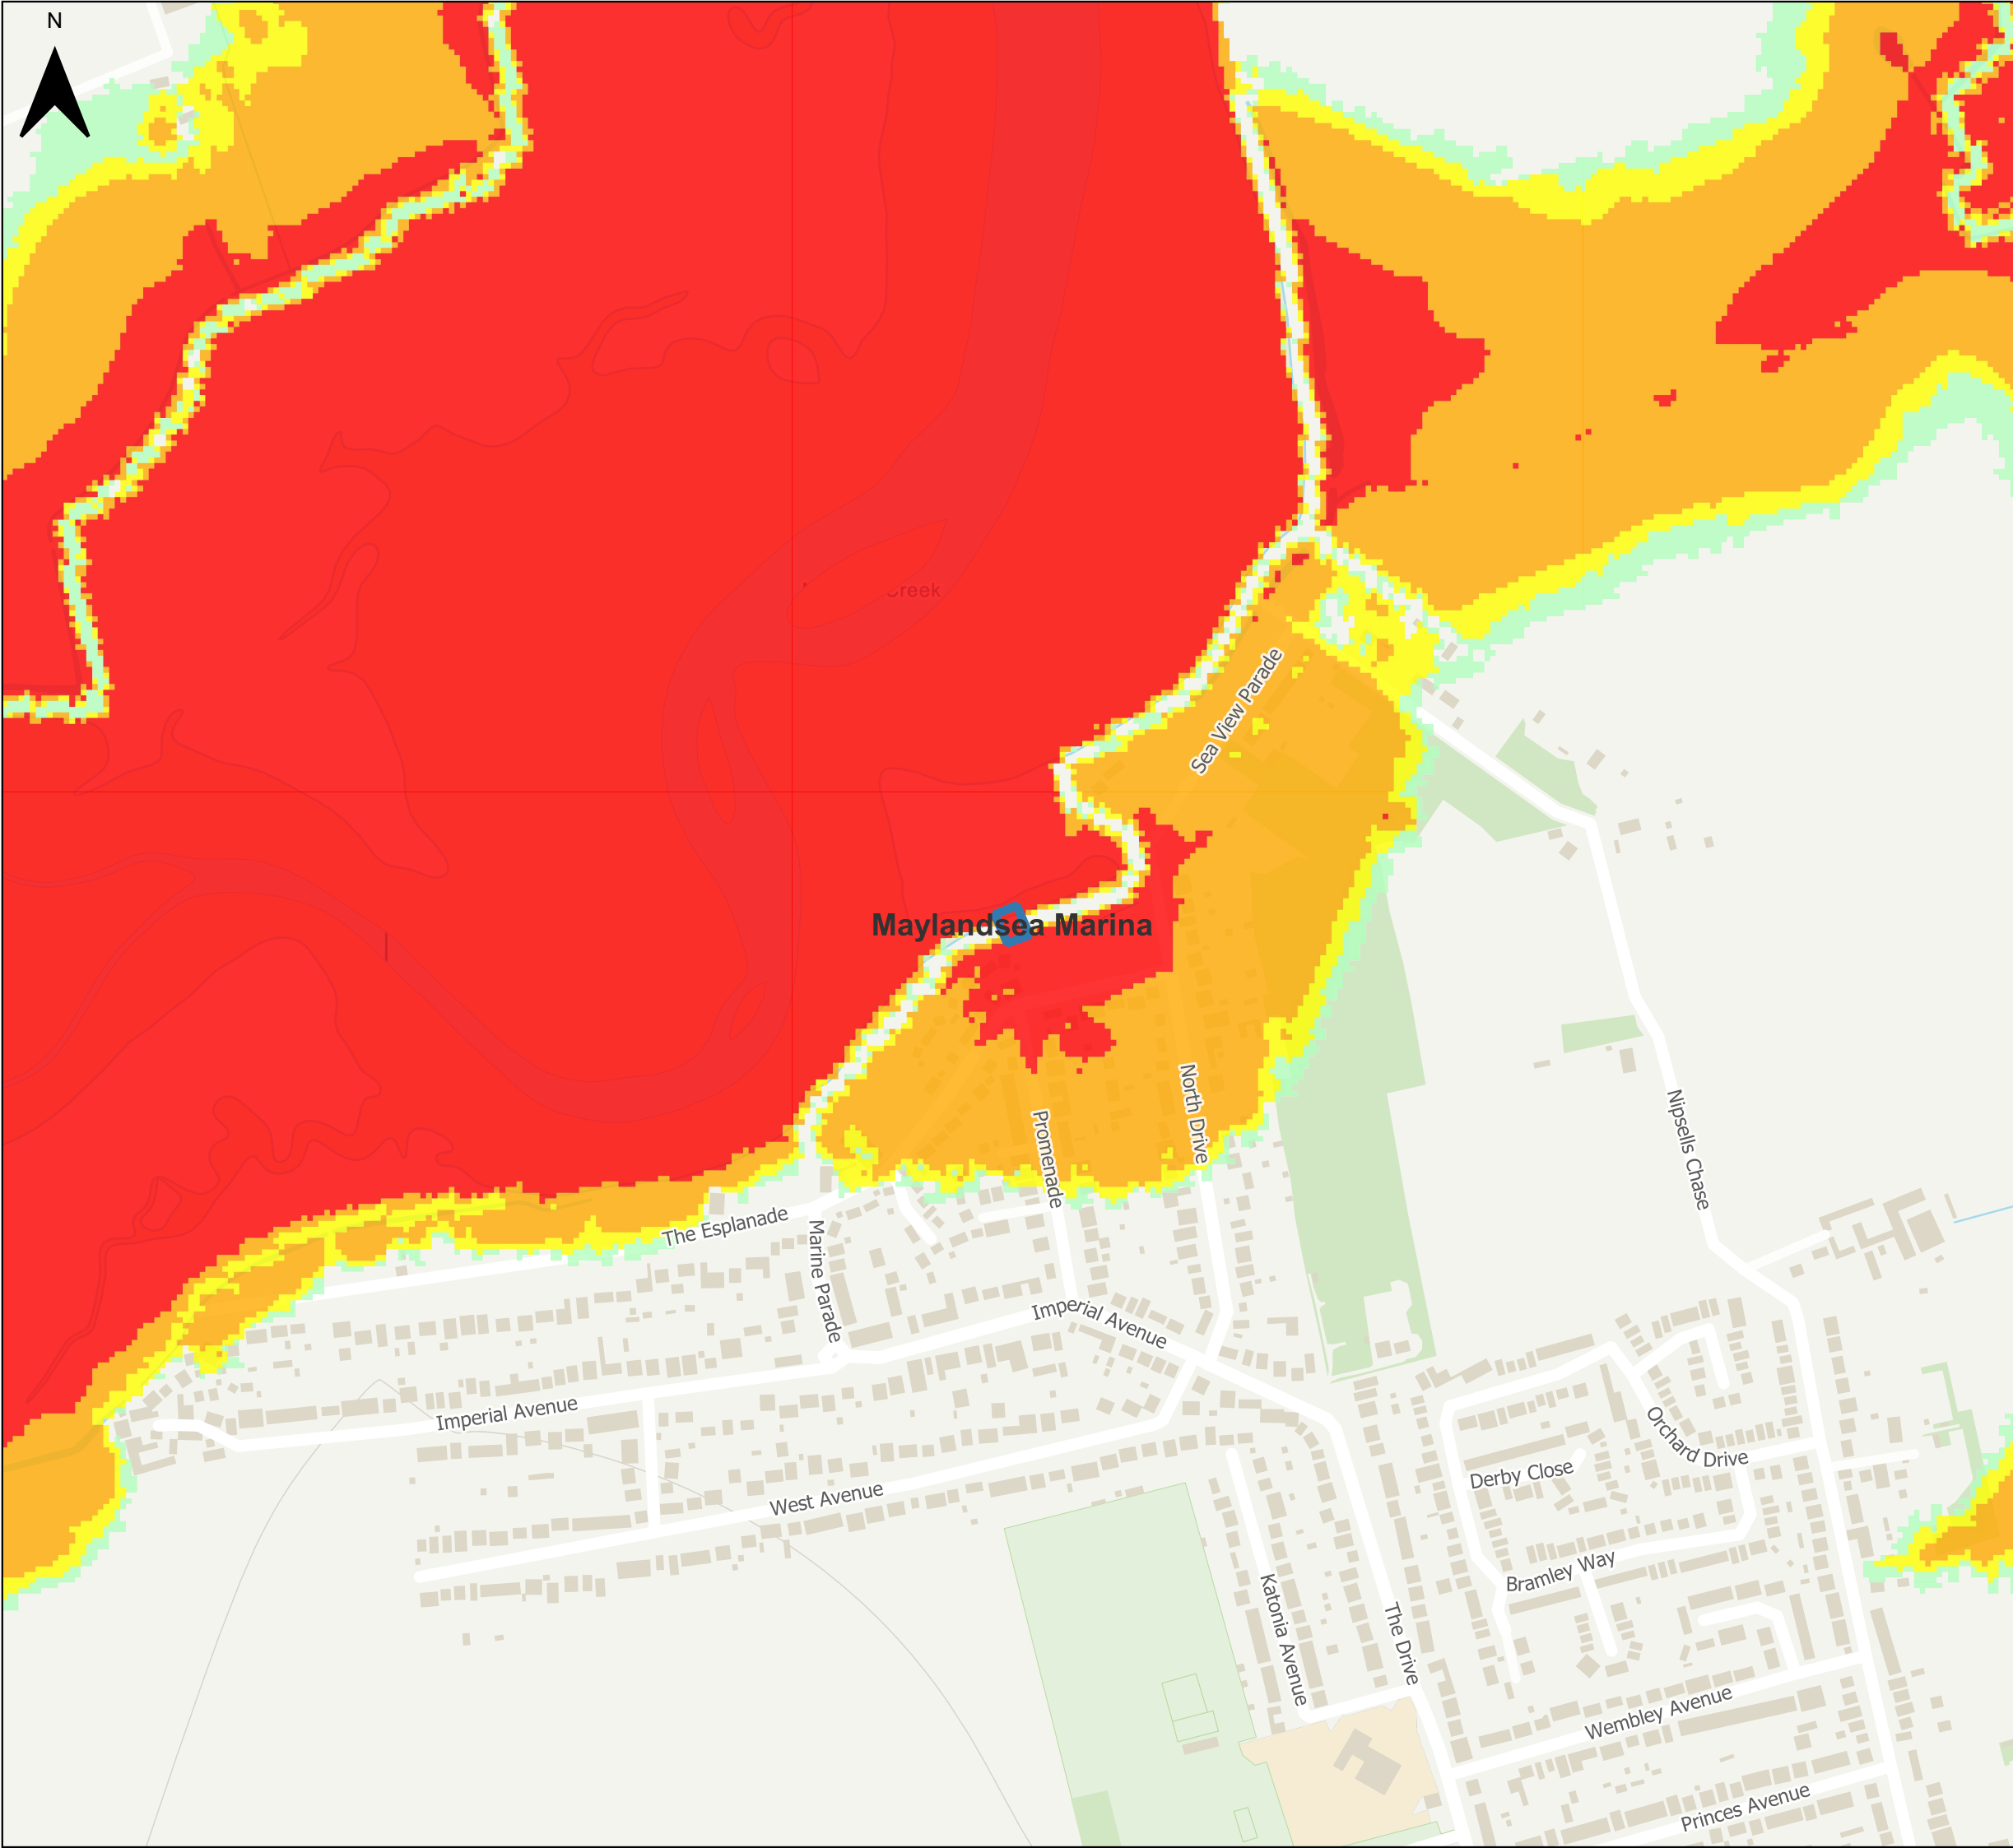 N
Creek
Sea View Parade
Maylandsea Marina
North Drive
Promenade
Nipsells Chase
The Esplanade
Marine Parade
Imperial Avenue
Imperial Avenue
Orchard Drive
Derby Close
West Avenue
Bramley Way
Katonia Avenue
The Drive
Wembley Avenue
Princes Avenue